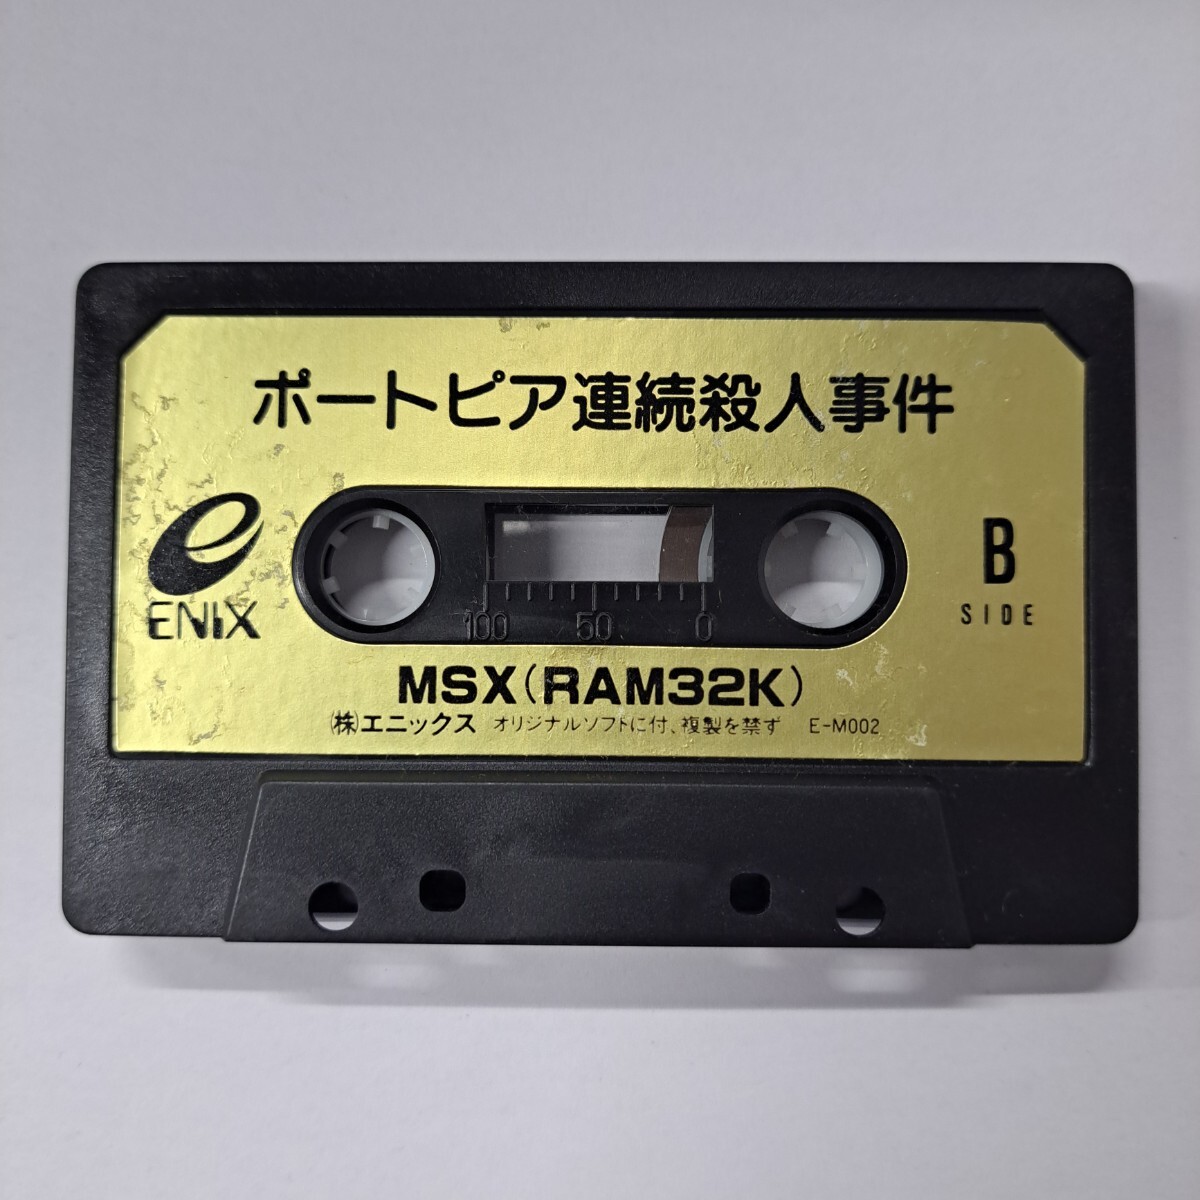 ポートピア連続殺人事件
e
ENIX
B
SIDE
100 50 0
MSX(RAM32K)
(株)エニックス オリジナルソフトに付、複製を禁ず E-M002